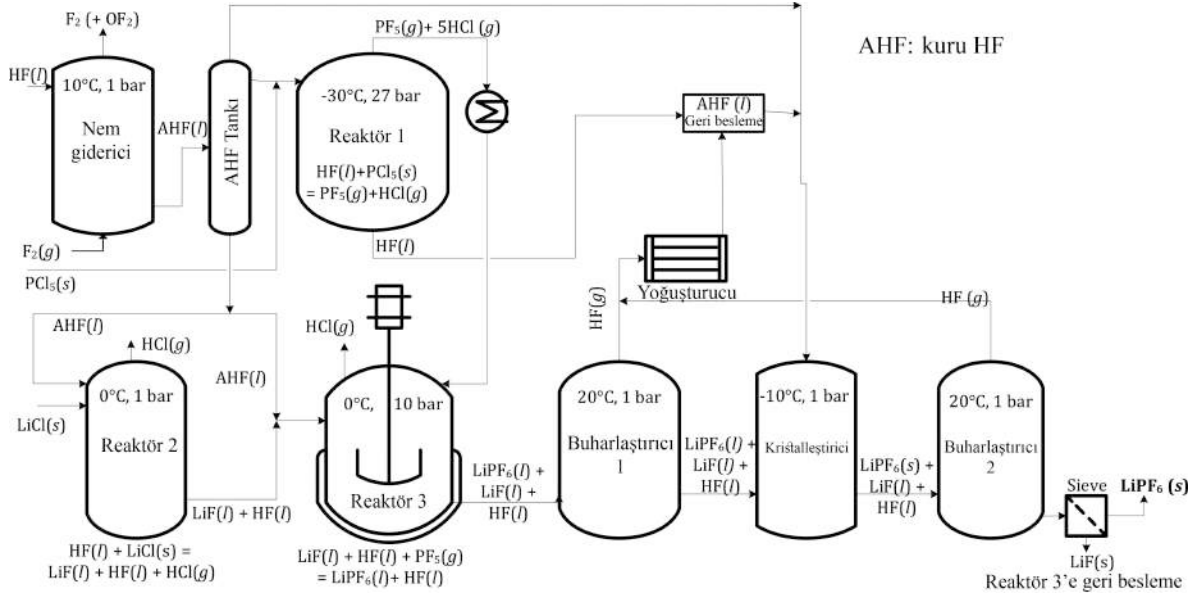 F₂ (+ OF₂)
HF(l)
10°C, 1 bar
Nem
giderici
AHF(l)
F₂(g)
PCl₅(s)
AHF Tankı
PF₅(g)+ 5HCl (g)
-30°C, 27 bar
Reaktör 1
HF(l)+PCl₅(s)
= PF₅(g)+HCl(g)
HF(l)
AHF: kuru HF
AHF (l)
Geri besleme
Yoğuşturucu
HF(g)
HF (g)
AHF(l)
HCl(g)
0°C, 1 bar
LiCl(s)
Reaktör 2
LiF(l) + HF(l)
HF(l) + LiCl(s) =
LiF(l) + HF(l) + HCl(g)
AHF(l)
HCl(g)
0°C, 10 bar
Reaktör 3
LiF(l) + HF(l) + PF₅(g)
= LiPF₆(l)+ HF(l)
LiPF₆(l) +
LiF(l) +
HF(l)
20°C, 1 bar
Buharlaştırıcı
1
LiPF₆(l) +
LiF(l) +
HF(l)
-10°C, 1 bar
Kristalleştirici
LiPF₆(s) +
LiF(l) +
HF(l)
20°C, 1 bar
Buharlaştırıcı
2
Sieve
LiPF₆ (s)
LiF(s)
Reaktör 3'e geri besleme